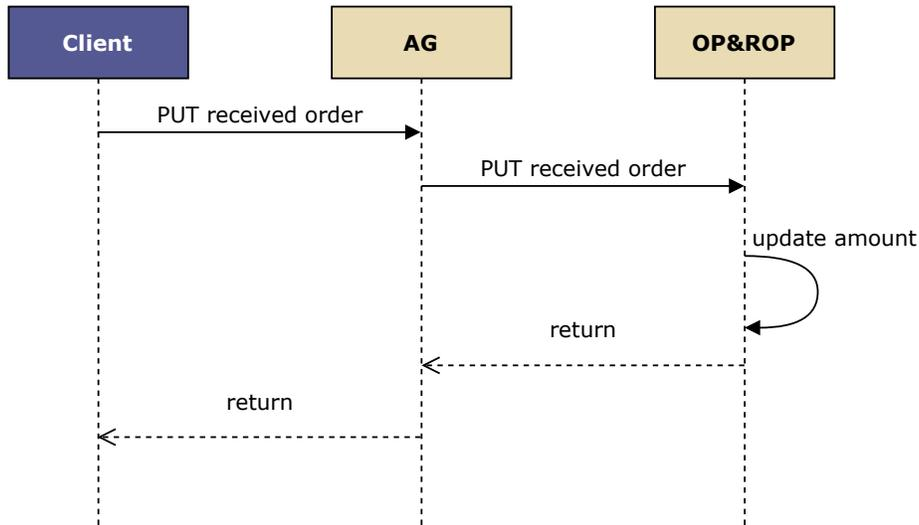 Client
AG
OP&ROP
PUT received order
PUT received order
update amount
return
return